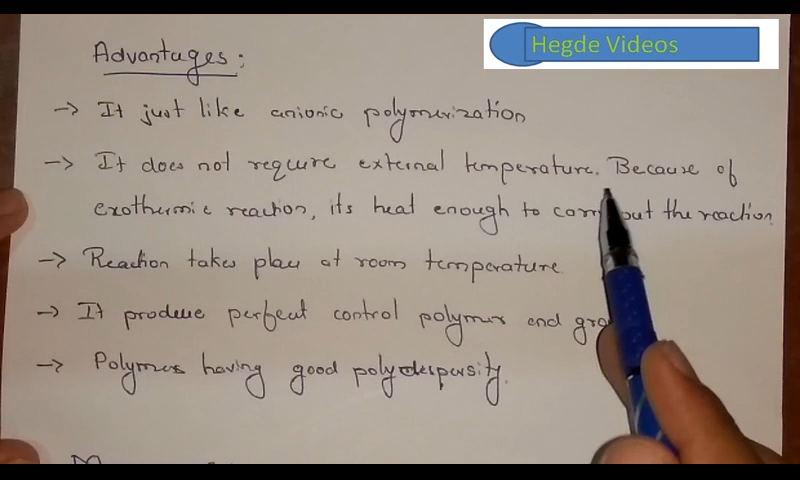 Hegde Videos
Advantages:
→ It just like anionic polymerization
→ It does not require external temperature. Because of
exothermic reaction, its heat enough to carry out the reaction.
→ Reaction takes place at room temperature
→ It produce perfect control polymer end
→ Polymers having good polydispersity.